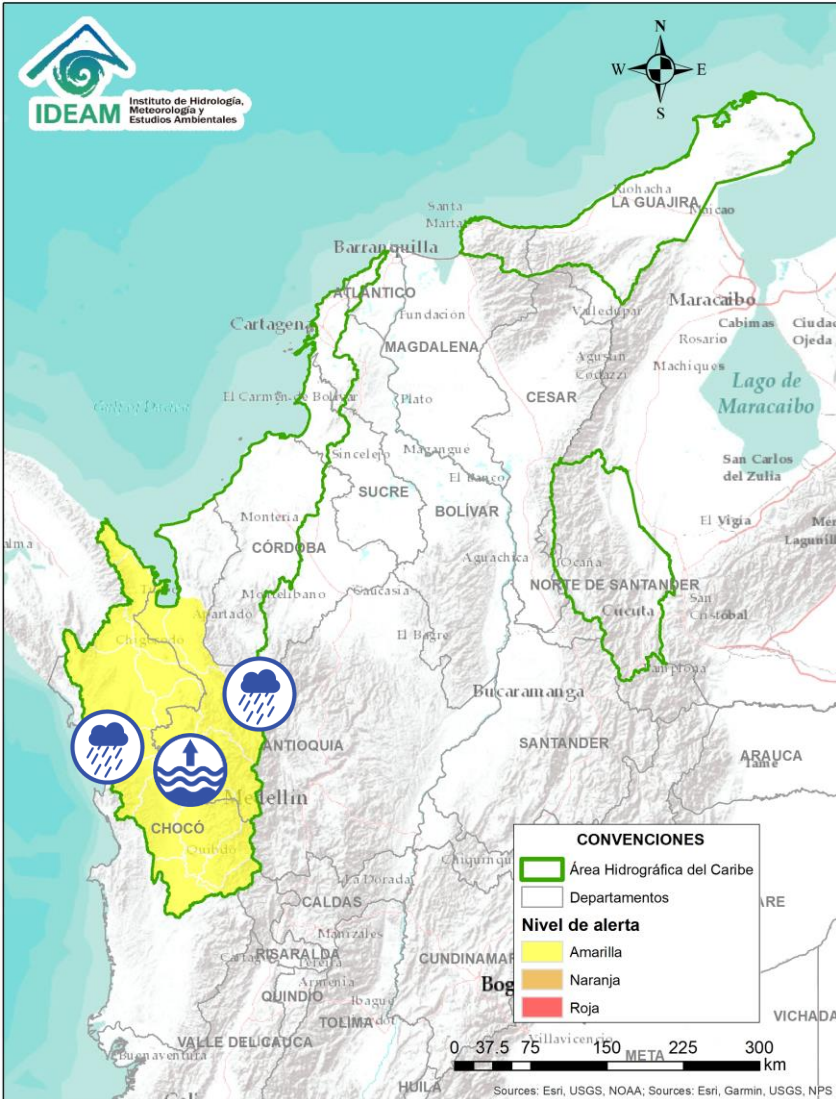 IDEAM
Instituto de Hidrología,
Meteorología y
Estudios Ambientales
N
W
E
S
Riohacha
LA GUAJIRA
Maicao
Santa
Marta
Barranquilla
ATLÁNTICO
Maracaibo
Cabimas
Ciudad
Ojeda
Cartagena
Fundación
Valledupar
Rosario
MAGDALENA
Agustín
Codazzi
Machiques
Lago de
Maracaibo
El Carmen de Bolívar
Plato
CESAR
Sincelejo
Magangué
San Carlos
del Zulia
SUCRE
El Banco
BOLÍVAR
Montería
El Vigía
CÓRDOBA
Aguachica
Ocaña
NORTE DE SANTANDER
Montelíbano
Caucasia
Cúcuta
San
Cristóbal
Apartadó
El Bagre
Pamplona
Bucaramanga
ANTIOQUIA
SANTANDER
ARAUCA
Tame
Medellín
CHOCÓ
Quibdó
La Dorada
CALDAS
Manizales
RISARALDA
Pereira
Armenia
QUINDÍO
Ibagué
TOLIMA
CUNDINAMAR
Bog
VICHADA
VALLE DEL CAUCA
Buenaventura
Villavicencio
META
HUILA
CONVENCIONES
Área Hidrográfica del Caribe
Departamentos
Nivel de alerta
Amarilla
Naranja
Roja
0 37.5 75 150 225 300
km
Sources: Esri, USGS, NOAA; Sources: Esri, Garmin, USGS, NPS